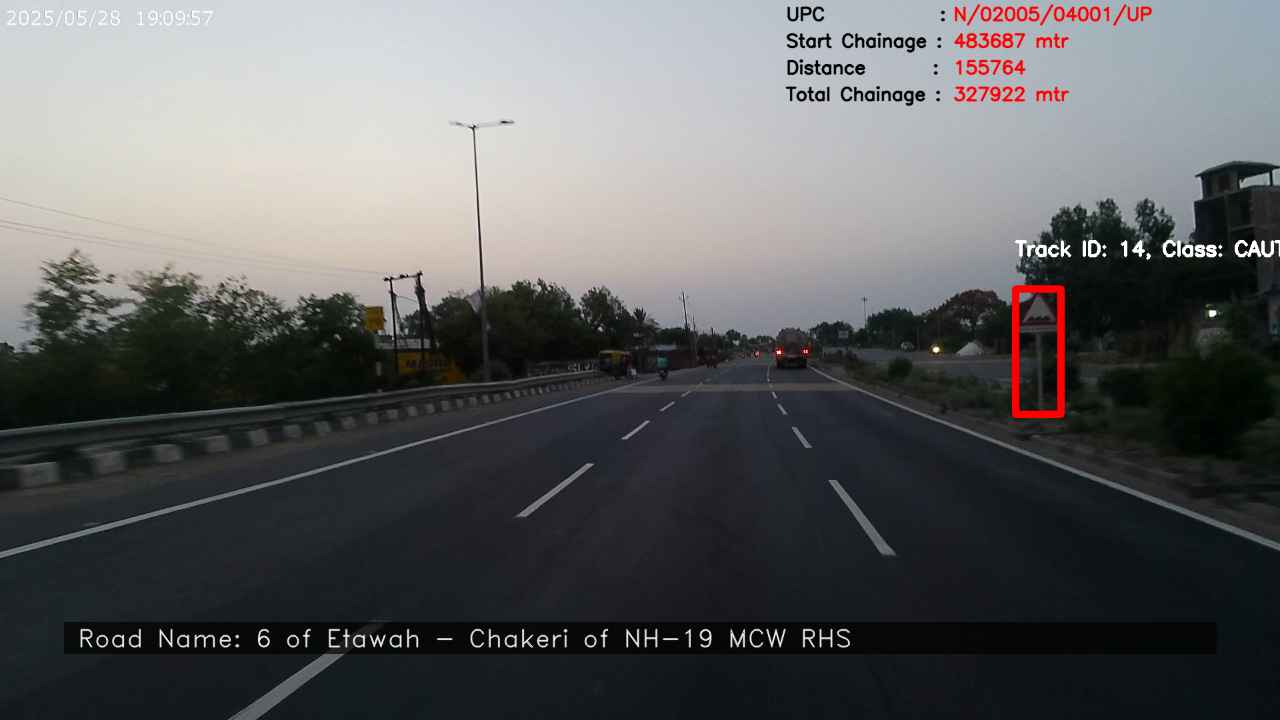 2025/05/28 19:09:57
UPC : N/02005/04001/UP
Start Chainage : 483687 mtr
Distance : 155764
Total Chainage : 327922 mtr
Track ID: 14, Class: CAUT
Road Name: 6 of Etawah - Chakeri of NH-19 MCW RHS